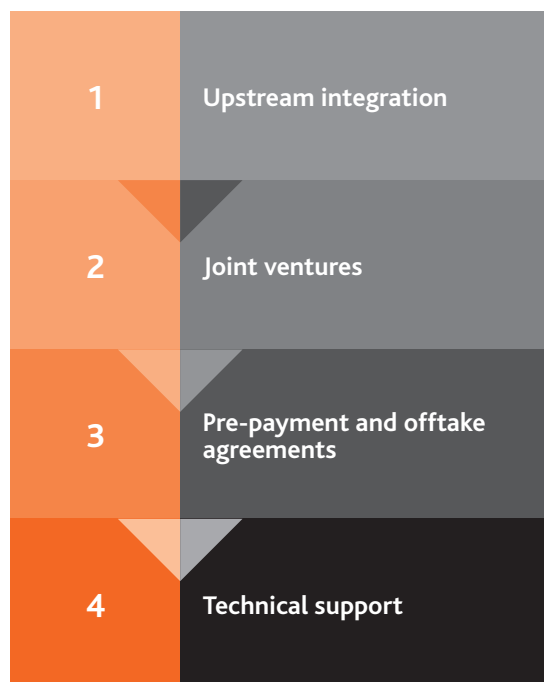 1
Upstream integration
2
Joint ventures
3
Pre-payment and offtake
agreements
4
Technical support